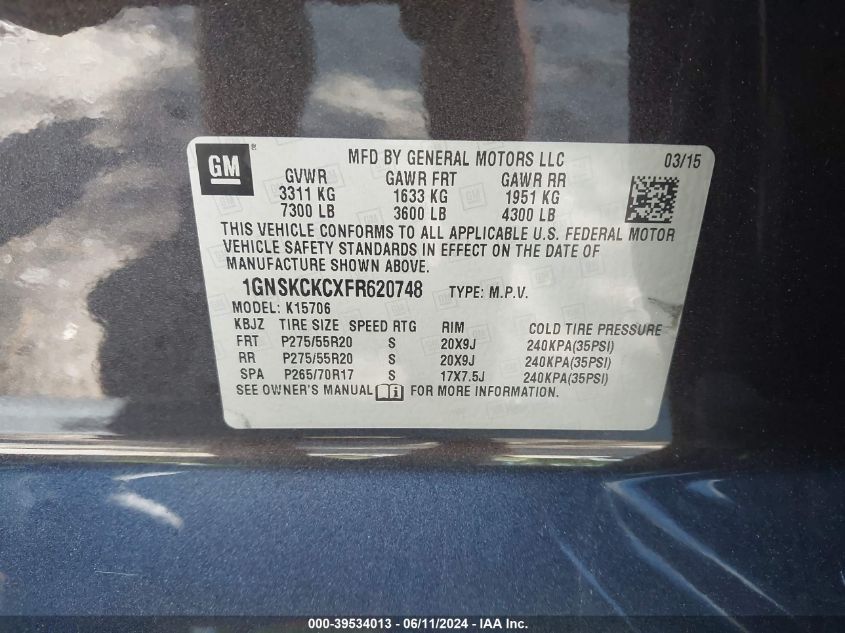 GM®
MFD BY GENERAL MOTORS LLC 03/15
GVWR GAWR FRT GAWR RR
3311 KG 1633 KG 1951 KG
7300 LB 3600 LB 4300 LB
THIS VEHICLE CONFORMS TO ALL APPLICABLE U.S. FEDERAL MOTOR
VEHICLE SAFETY STANDARDS IN EFFECT ON THE DATE OF
MANUFACTURE SHOWN ABOVE.
1GNSKCKCXFR620748 TYPE: M.P.V.
MODEL: K15706
KBJZ TIRE SIZE SPEED RTG RIM COLD TIRE PRESSURE
FRT P275/55R20 S 20X9J 240KPA(35PSI)
RR P275/55R20 S 20X9J 240KPA(35PSI)
SPA P265/70R17 S 17X7.5J 240KPA(35PSI)
SEE OWNER'S MANUAL FOR MORE INFORMATION.
000-39534013 - 06/11/2024 - IAA Inc.